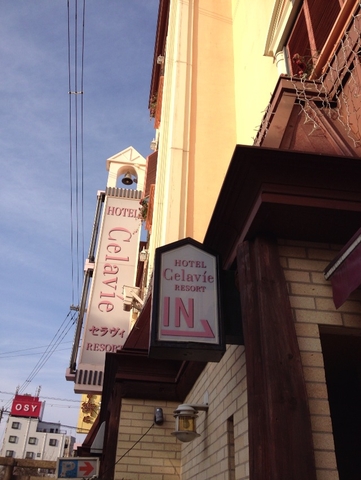 HOTEL
Celavie
セラヴィ
RESORT
HOTEL
Celavie
RESORT
IN
OSY
P